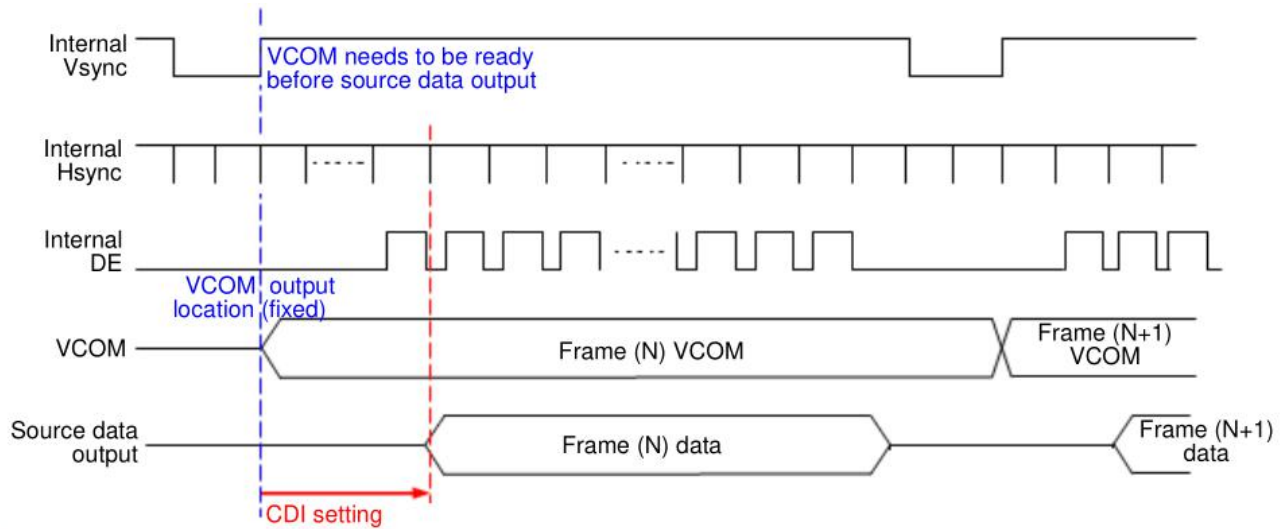 Internal
Vsync
VCOM needs to be ready
before source data output
Internal
Hsync
Internal
DE
VCOM output
location (fixed)
VCOM
Frame (N) VCOM
Frame (N+1)
VCOM
Source data
output
Frame (N) data
Frame (N+1)
data
CDI setting